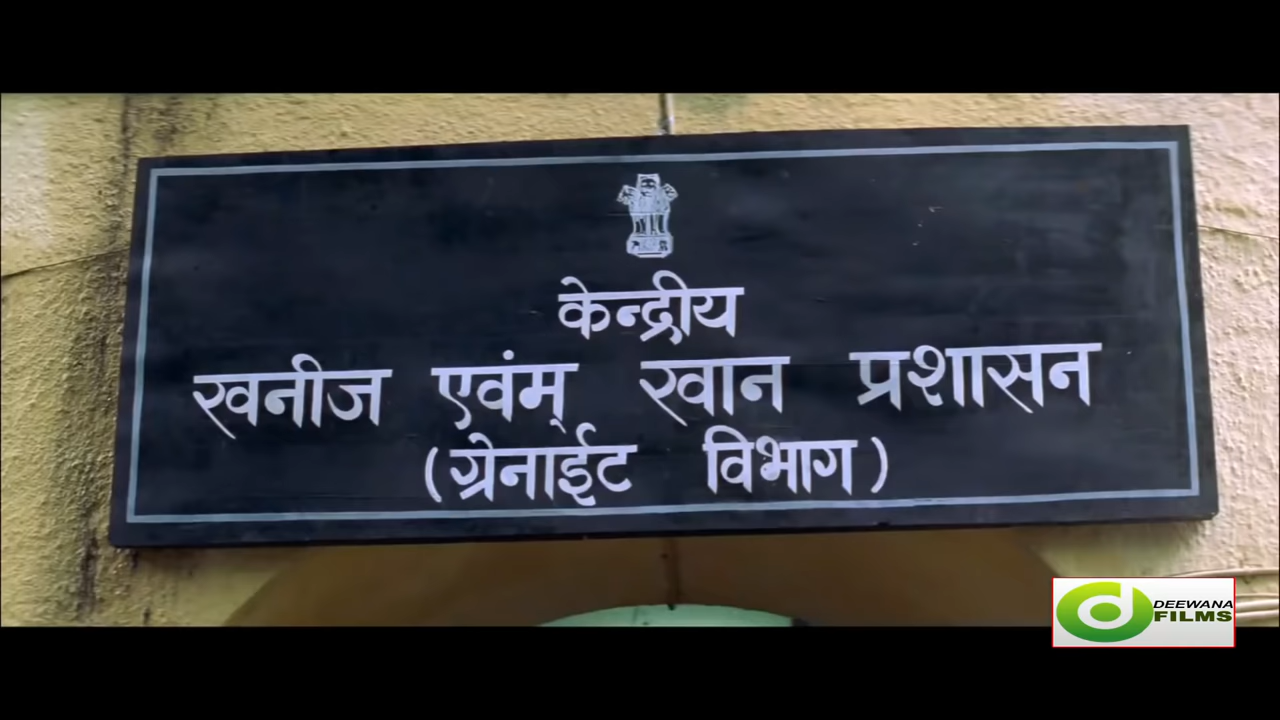 केन्द्रीय
खनीज एवंम् खान प्रशासन
(ग्रेनाईट विभाग)
DEEWANA
FILMS